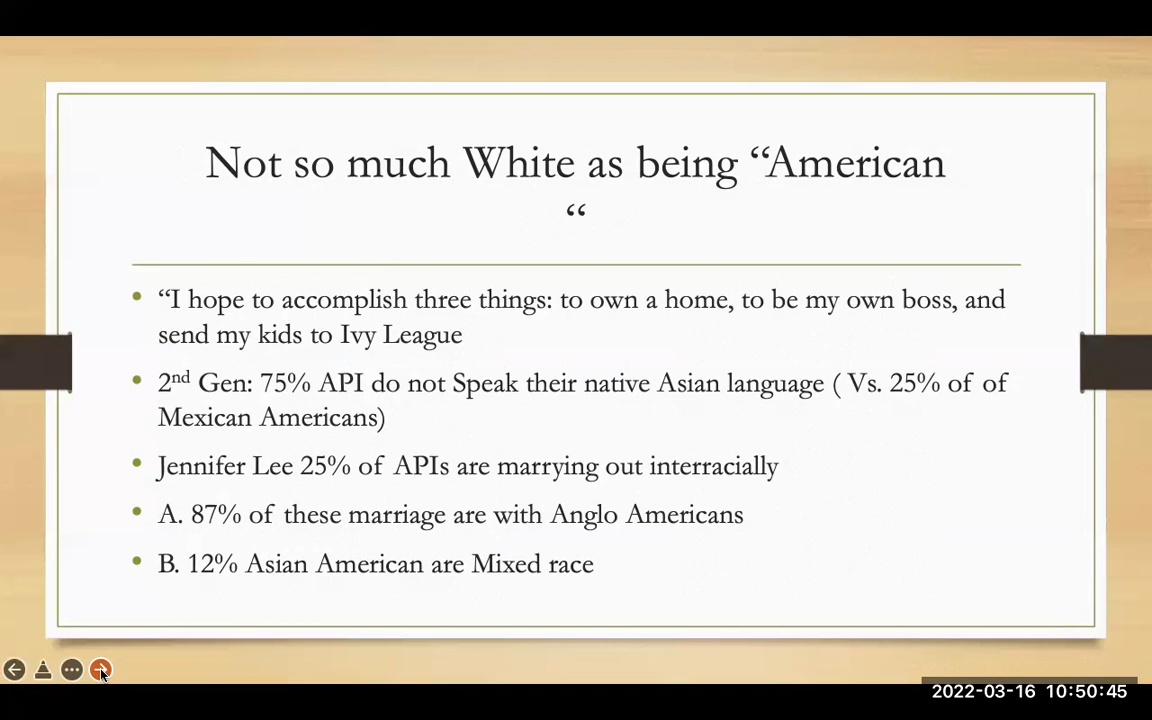 Not so much White as being “American
“
“I hope to accomplish three things: to own a home, to be my own boss, and
send my kids to Ivy League
2nd Gen: 75% API do not Speak their native Asian language ( Vs. 25% of of
Mexican Americans)
Jennifer Lee 25% of APIs are marrying out interracially
A. 87% of these marriage are with Anglo Americans
B. 12% Asian American are Mixed race
2022-03-16 10:50:45